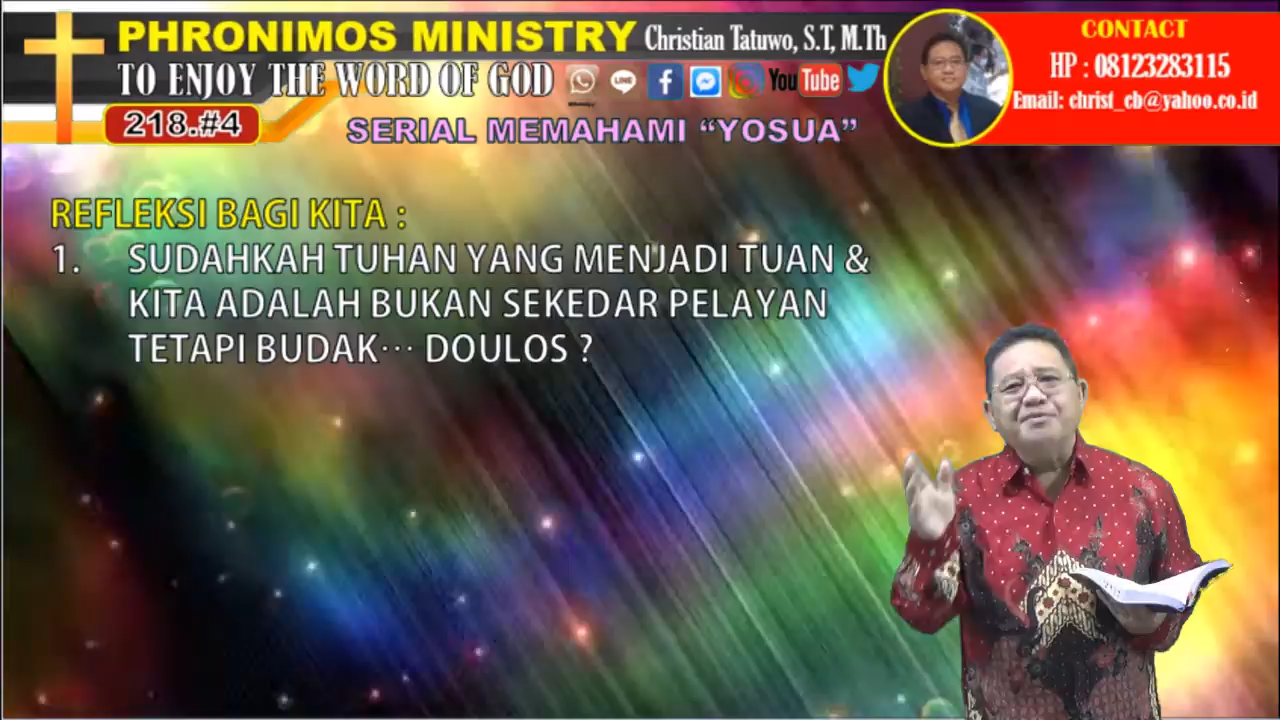 PHRONIMOS MINISTRY Christian Tatuwo, S.T, M.Th
TO ENJOY THE WORD OF GOD
LINE
You Tube
218.#4
SERIAL MEMAHAMI “YOSUA”
CONTACT
HP : 08123283115
Email: christ_cb@yahoo.co.id
REFLEKSI BAGI KITA :
1. SUDAHKAH TUHAN YANG MENJADI TUAN &
KITA ADALAH BUKAN SEKEDAR PELAYAN
TETAPI BUDAK… DOULOS ?